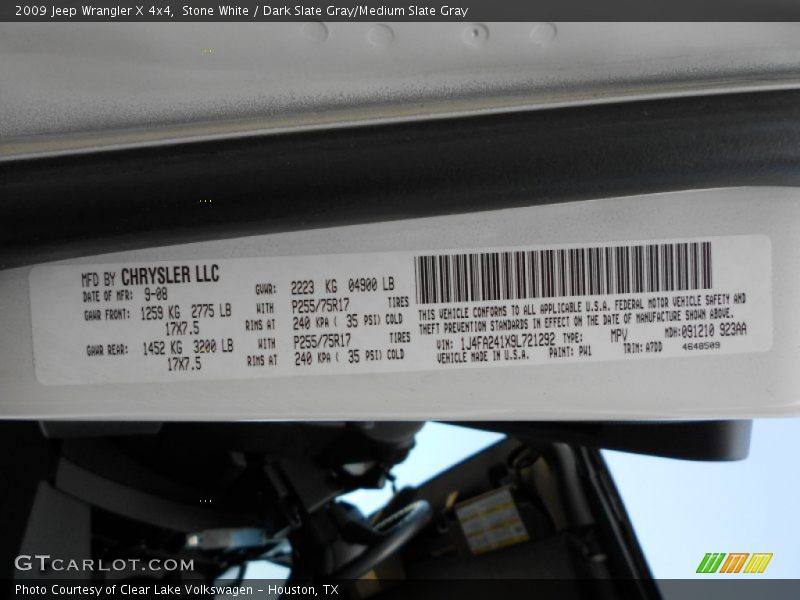 2009 Jeep Wrangler X 4x4,  Stone White / Dark Slate Gray/Medium Slate Gray
MFD BY CHRYSLER LLC
DATE OF MFR: 9-08
GVWR: 2223 KG 04900 LB
GAWR FRONT: 1259 KG 2775 LB WITH P255/75R17 TIRES
17X7.5 RIMS AT 240 KPA ( 35 PSI) COLD
GAWR REAR: 1452 KG 3200 LB WITH P255/75R17 TIRES
17X7.5 RIMS AT 240 KPA ( 35 PSI) COLD
THIS VEHICLE CONFORMS TO ALL APPLICABLE U.S.A. FEDERAL MOTOR VEHICLE SAFETY AND
THEFT PREVENTION STANDARDS IN EFFECT ON THE DATE OF MANUFACTURE SHOWN ABOVE.
VIN: 1J4FA241X9L721292 TYPE: MPV MDH:091210 923AA
VEHICLE MADE IN U.S.A. PAINT: PW1 TRIM: A7DD 4648509
GTCARLOT.COM
Photo Courtesy of Clear Lake Volkswagen - Houston, TX